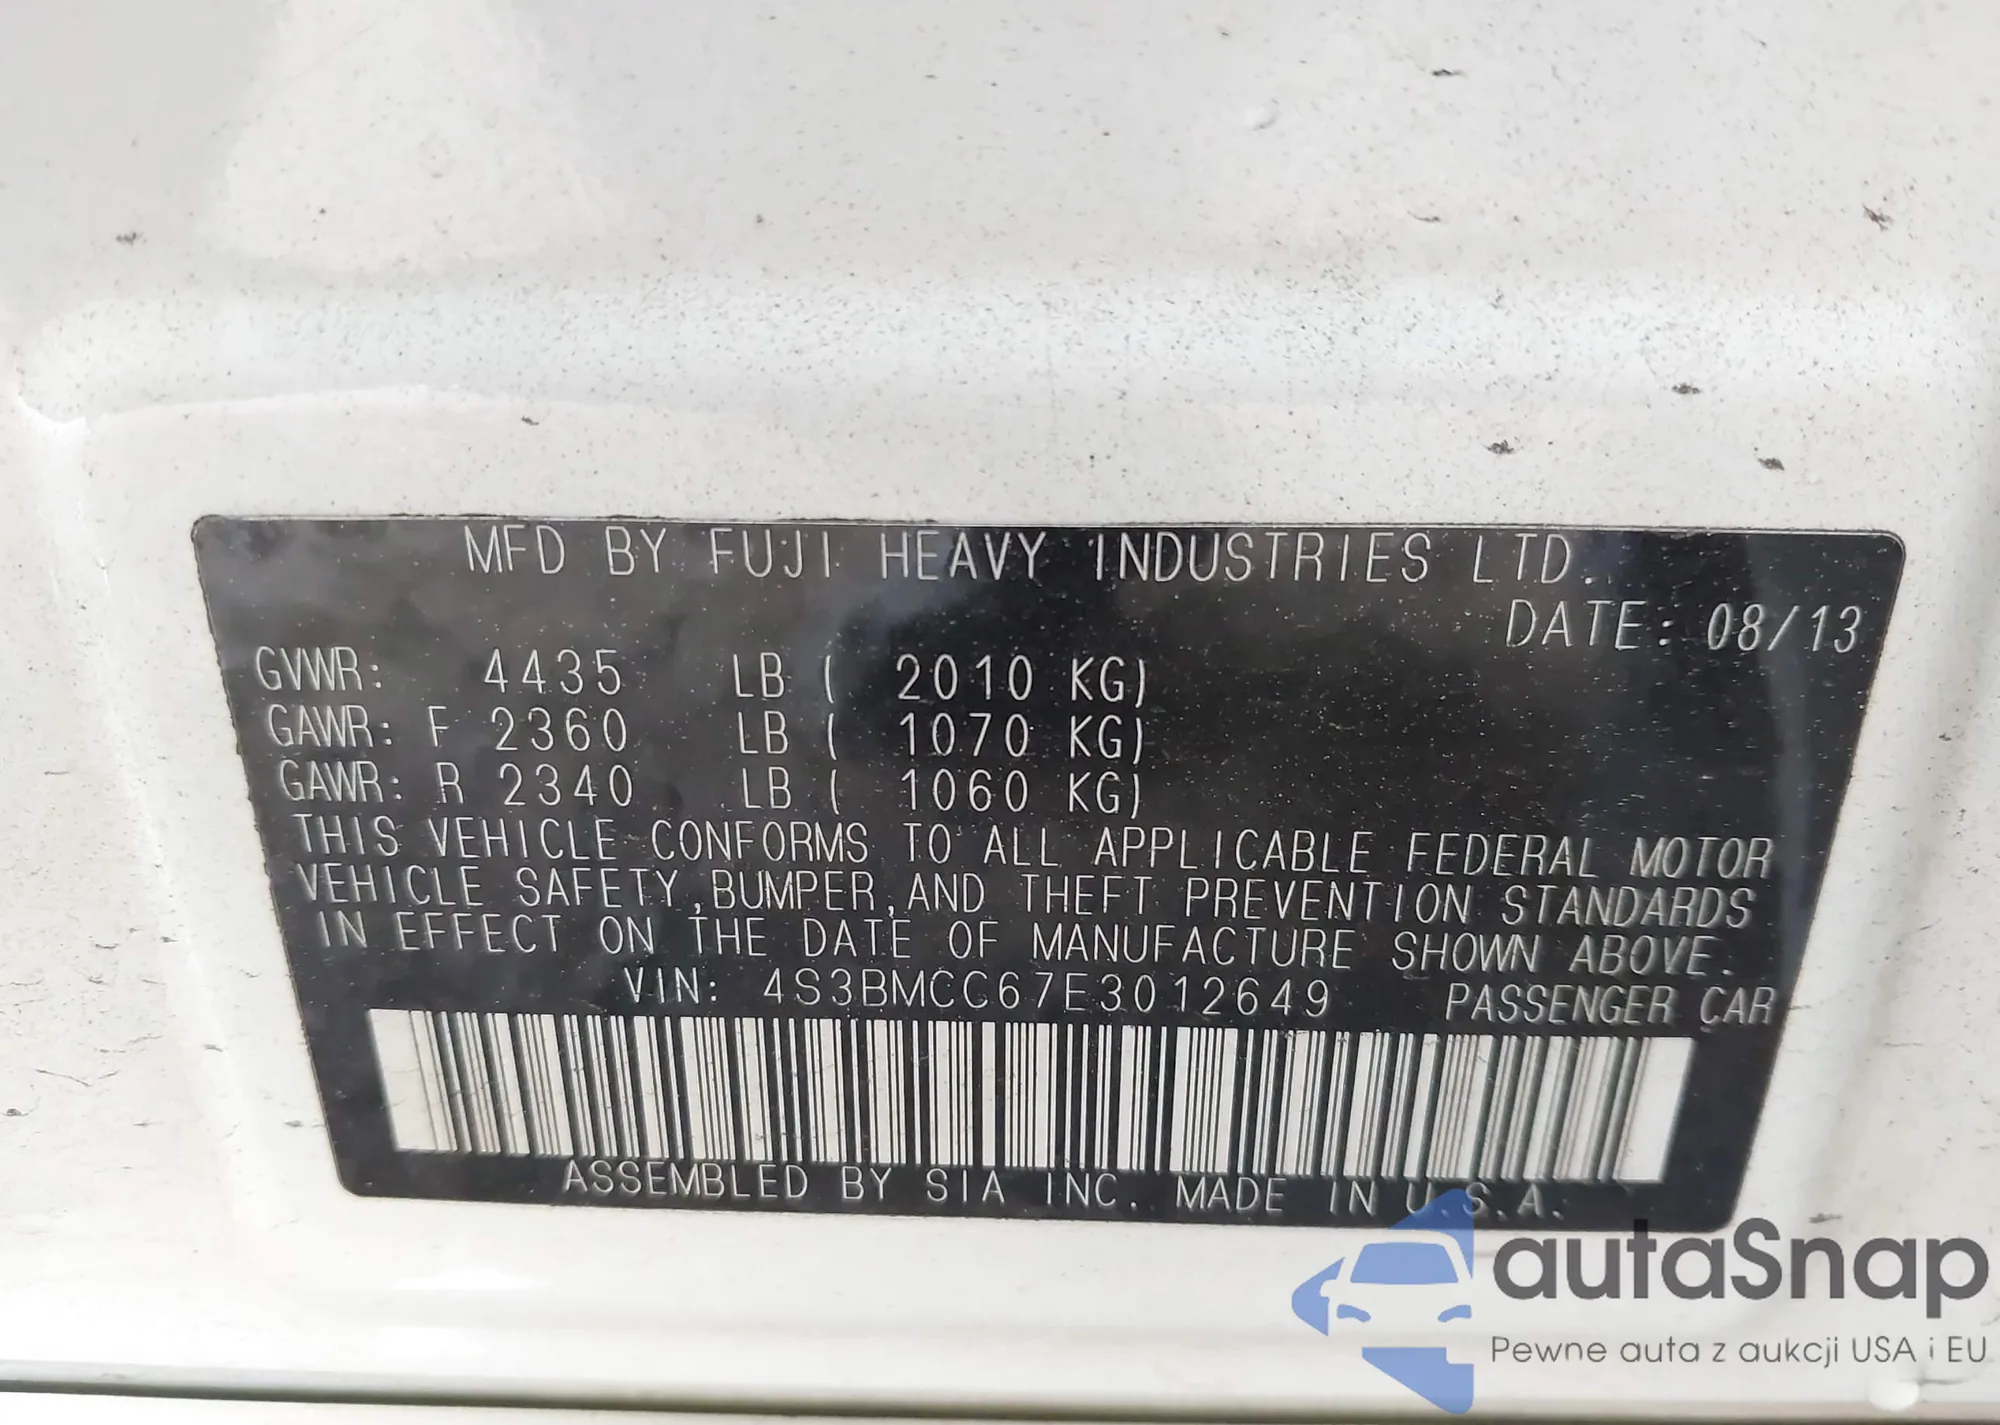 MFD BY FUJI HEAVY INDUSTRIES LTD.
DATE: 08/13
GVWR: 4435 LB ( 2010 KG)
GAWR: F 2360 LB ( 1070 KG)
GAWR: R 2340 LB ( 1060 KG)
THIS VEHICLE CONFORMS TO ALL APPLICABLE FEDERAL MOTOR
VEHICLE SAFETY,BUMPER,AND THEFT PREVENTION STANDARDS
IN EFFECT ON THE DATE OF MANUFACTURE SHOWN ABOVE.
VIN: 4S3BMCC67E3012649 PASSENGER CAR
ASSEMBLED BY SIA INC. MADE IN U.S.A.
autaSnap
Pewne auta z aukcji USA i EU